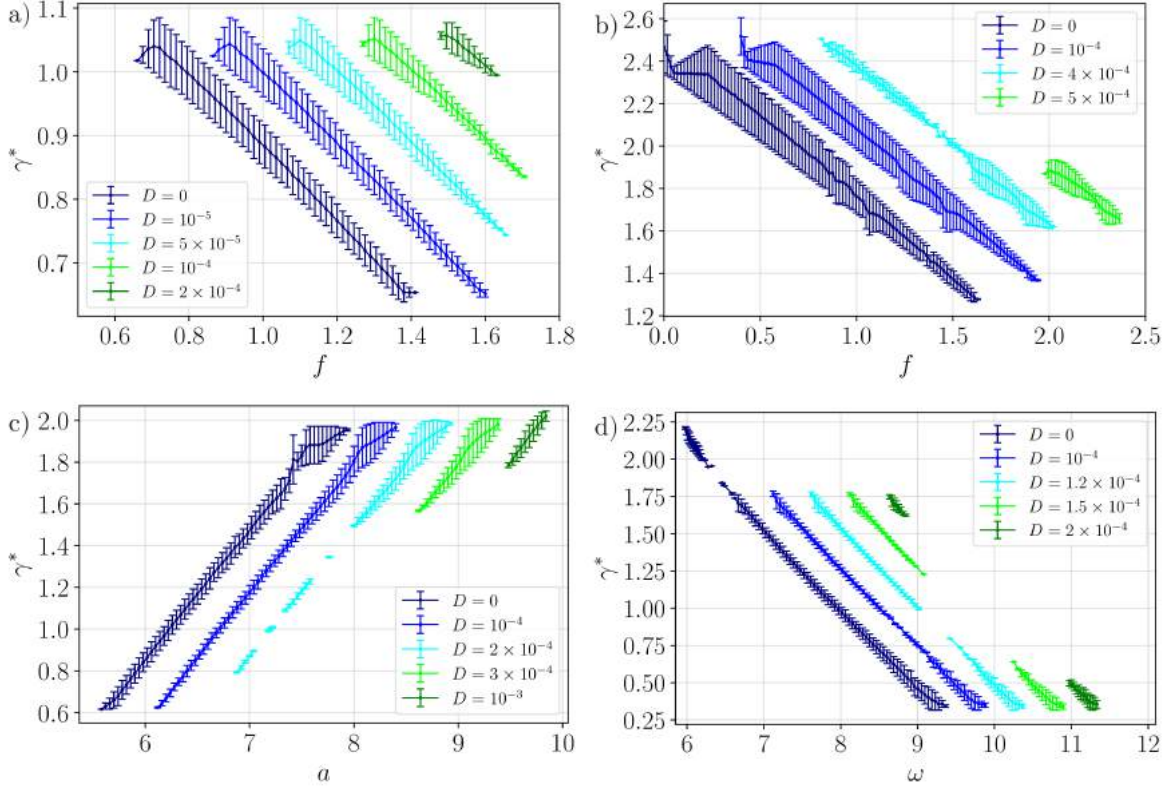 a)
1.1
1.0
0.9
0.8
0.7
γ*
D = 0
D = 10⁻⁵
D = 5 × 10⁻⁵
D = 10⁻⁴
D = 2 × 10⁻⁴
0.6 0.8 1.0 1.2 1.4 1.6 1.8
f
b)
2.6
2.4
2.2
2.0
1.8
1.6
1.4
1.2
γ*
D = 0
D = 10⁻⁴
D = 4 × 10⁻⁴
D = 5 × 10⁻⁴
0.0 0.5 1.0 1.5 2.0 2.5
f
c)
2.0
1.8
1.6
1.4
1.2
1.0
0.8
0.6
γ*
D = 0
D = 10⁻⁴
D = 2 × 10⁻⁴
D = 3 × 10⁻⁴
D = 10⁻³
6 7 8 9 10
a
d)
2.25
2.00
1.75
1.50
1.25
1.00
0.75
0.50
0.25
γ*
D = 0
D = 10⁻⁴
D = 1.2 × 10⁻⁴
D = 1.5 × 10⁻⁴
D = 2 × 10⁻⁴
6 7 8 9 10 11 12
ω